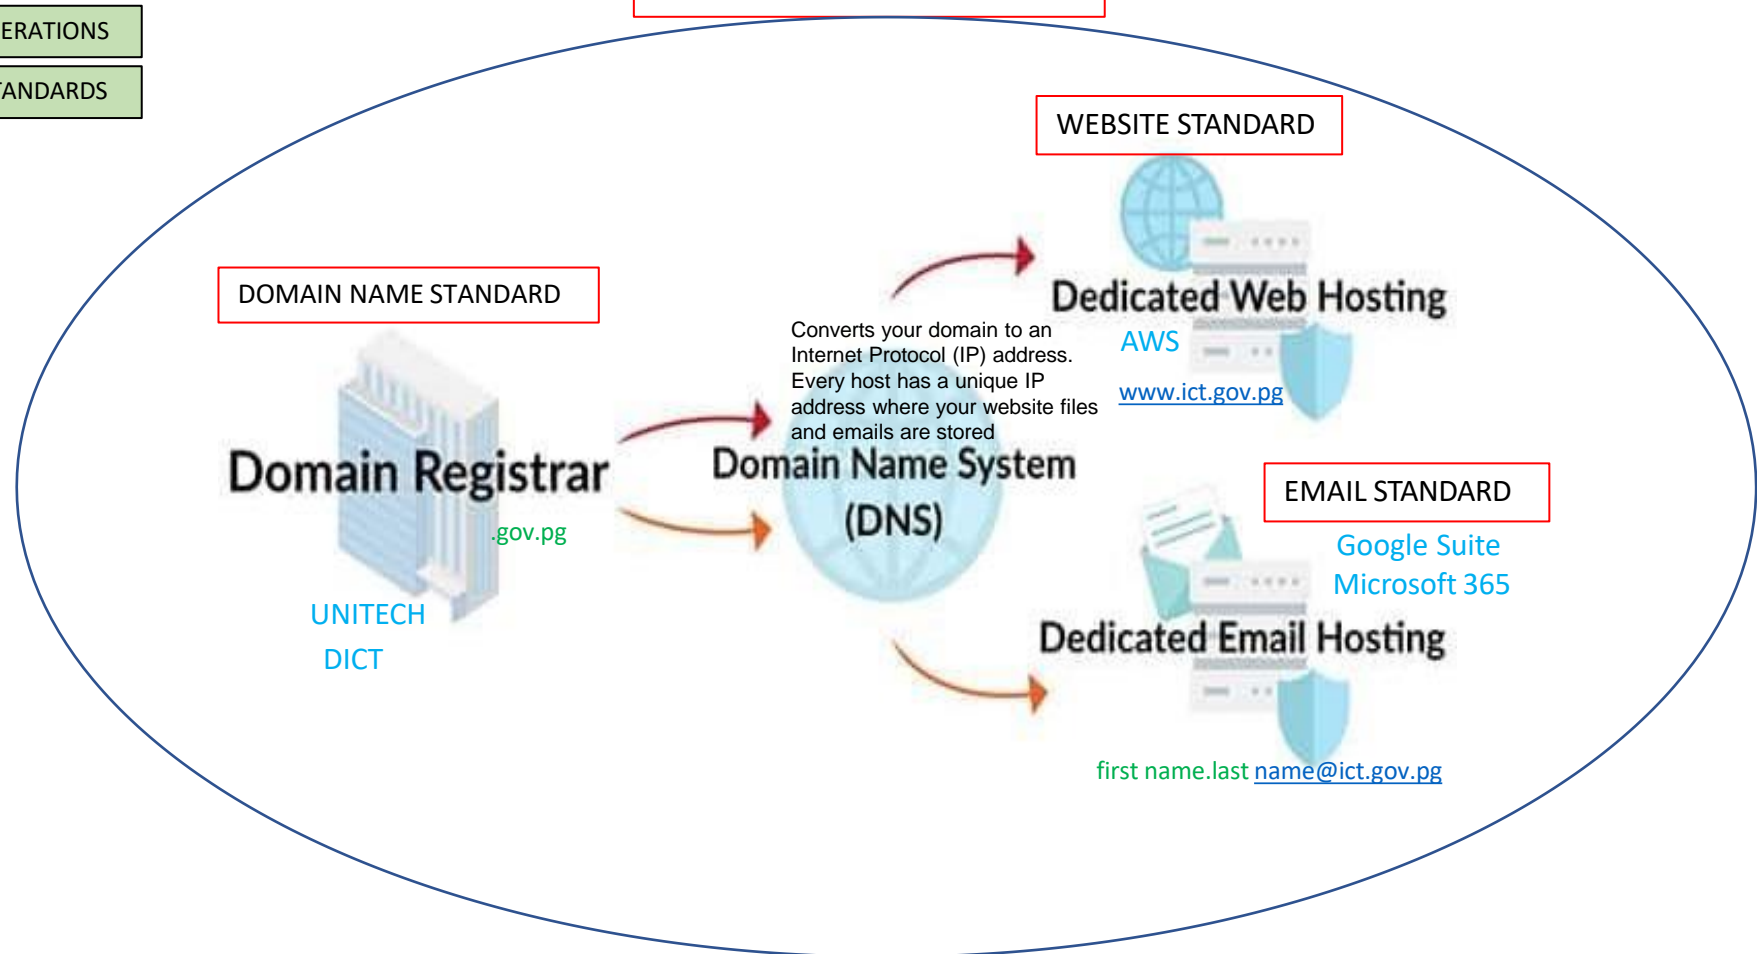 ERATIONS
TANDARDS
WEBSITE STANDARD
DOMAIN NAME STANDARD
Dedicated Web Hosting
AWS
www.ict.gov.pg
Converts your domain to an
Internet Protocol (IP) address.
Every host has a unique IP
address where your website files
and emails are stored
Domain Registrar
.gov.pg
UNITECH
DICT
Domain Name System
(DNS)
EMAIL STANDARD
Google Suite
Microsoft 365
Dedicated Email Hosting
first name.last name@ict.gov.pg